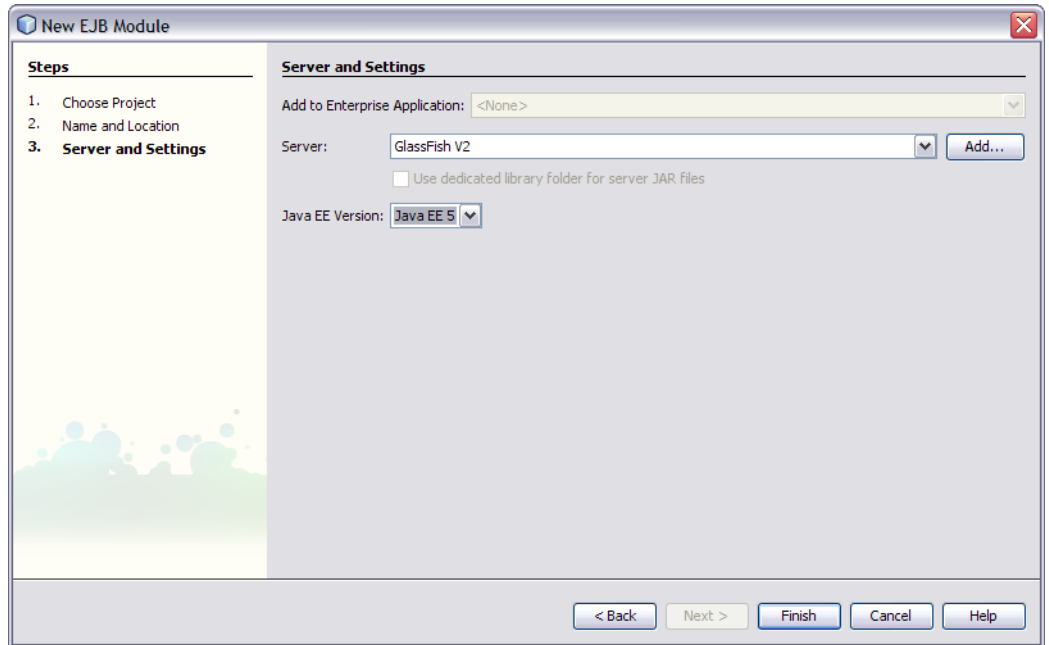 New EJB Module
Steps
1. Choose Project
2. Name and Location
3. Server and Settings
Server and Settings
Add to Enterprise Application: <None>
Server: GlassFish V2 Add...
Use dedicated library folder for server JAR files
Java EE Version: Java EE 5
< Back Next > Finish Cancel Help